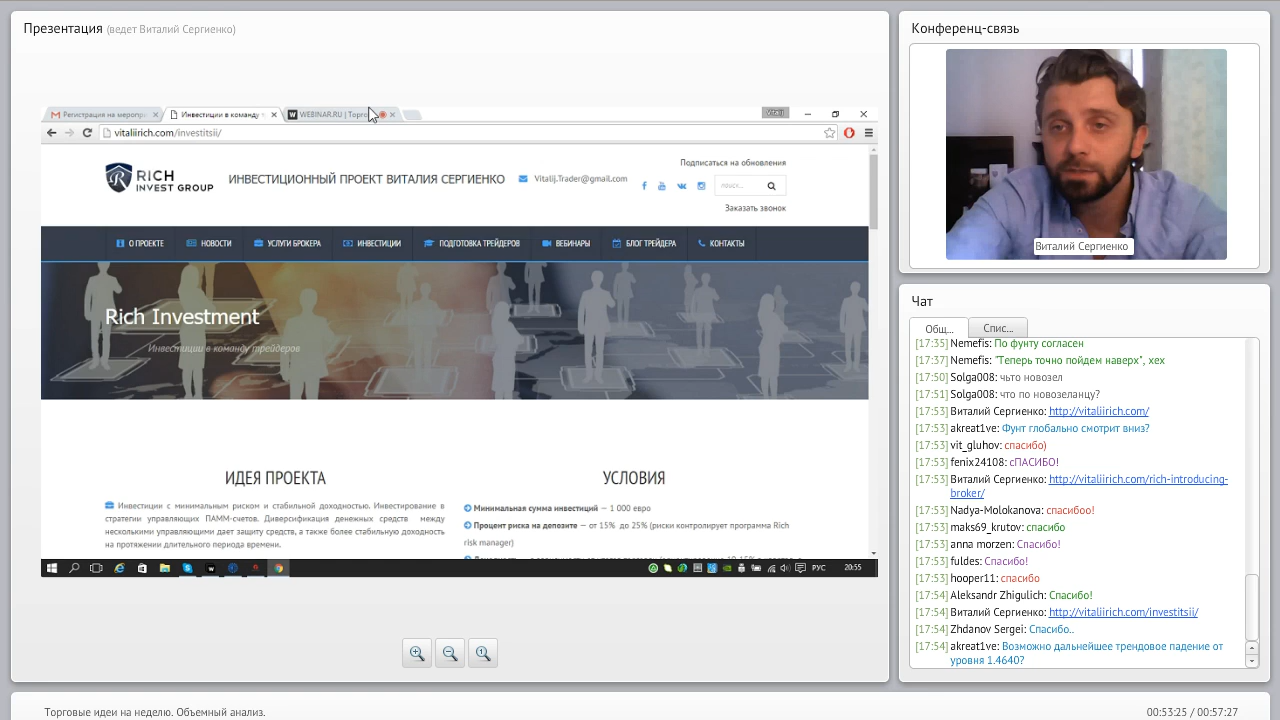 Презентация (ведет Виталий Сергиенко)
Регистрация на меропр
Инвестиции в команду
WEBINAR.RU | Торго
vitaliirich.com/investitsii/
RICH
INVEST GROUP
ИНВЕСТИЦИОННЫЙ ПРОЕКТ ВИТАЛИЯ СЕРГИЕНКО
Vitalij.Trader@gmail.com
Подписаться на обновления
поиск...
Заказать звонок
О ПРОЕКТЕ
НОВОСТИ
УСЛУГИ БРОКЕРА
ИНВЕСТИЦИИ
ПОДГОТОВКА ТРЕЙДЕРОВ
ВЕБИНАРЫ
БЛОГ ТРЕЙДЕРА
КОНТАКТЫ
Rich Investment
Инвестиции в команду трейдеров
ИДЕЯ ПРОЕКТА
Инвестиции с минимальным риском и стабильной доходностью. Инвестирование в
стратегии управляющих ПАММ-счетов. Диверсификация денежных средств между
несколькими управляющими дает защиту средств, а также более стабильную доходность
на протяжении длительного периода времени.
УСЛОВИЯ
Минимальная сумма инвестиций — 1 000 евро
Процент риска на депозите — от 15% до 25% (риски контролирует программа Rich
risk manager)
РУС
20:55
Конференц-связь
Виталий Сергиенко
Чат
Общ...
Спис...
[17:35] Nemefis: По фунту согласен
[17:37] Nemefis: "Теперь точно пойдем наверх", хех
[17:50] Solga008: чьто новозел
[17:51] Solga008: что по новозеланцу?
[17:53] Виталий Сергиенко: http://vitaliirich.com/
[17:53] akreat1ve: Фунт глобально смотрит вниз?
[17:53] vit_gluhov: спасибо)
[17:53] fenix24108: сПАСИБО!
[17:53] Виталий Сергиенко: http://vitaliirich.com/rich-introducing-
broker/
[17:53] Nadya-Molokanova: спасибоо!
[17:53] maks69_krutov: спасибо
[17:53] anna morzen: Спасибо!
[17:53] fuldes: Спасибо!
[17:53] hooper11: спасибо
[17:54] Aleksandr Zhigulich: Спасибо!
[17:54] Виталий Сергиенко: http://vitaliirich.com/investitsii/
[17:54] Zhdanov Sergei: Спасибо..
[17:54] akreat1ve: Возможно дальнейшее трендовое падение от
уровня 1.4640?
Торговые идеи на неделю. Объемный анализ.
00:53:25 / 00:57:27